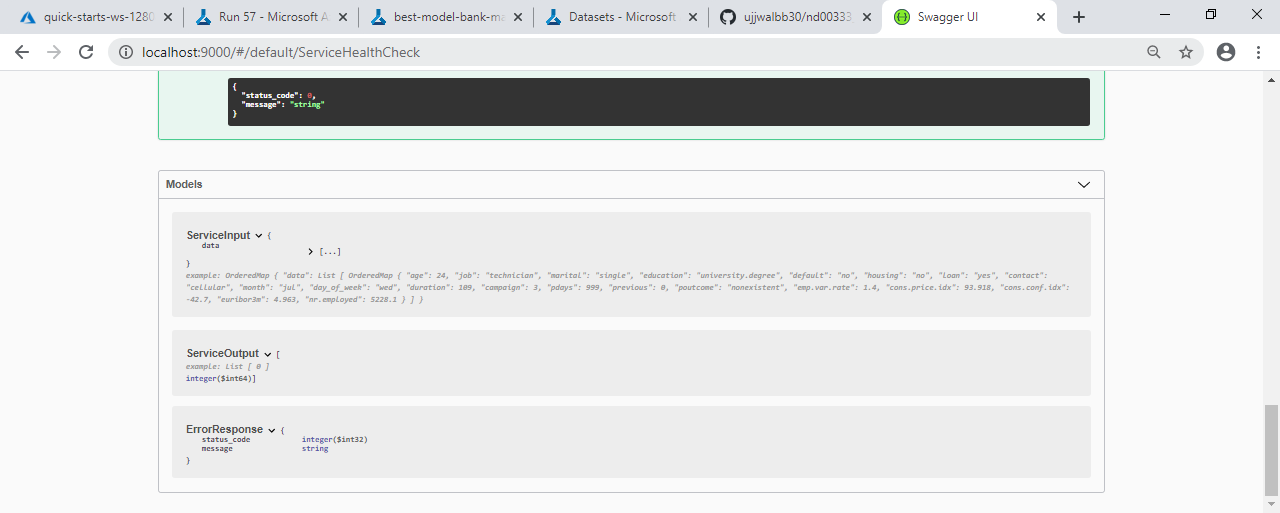 quick-starts-ws-1280
Run 57 - Microsoft A
best-model-bank-ma
Datasets - Microsoft
ujjwalbb30/nd00333
Swagger UI
localhost:9000/#/default/ServiceHealthCheck
{
"status_code": 0,
"message": "string"
}
Models
ServiceInput {
data
[...]
}
example: OrderedMap { "data": List [ OrderedMap { "age": 24, "job": "technician", "marital": "single", "education": "university.degree", "default": "no", "housing": "no", "loan": "yes", "contact":
"cellular", "month": "jul", "day_of_week": "wed", "duration": 109, "campaign": 3, "pdays": 999, "previous": 0, "poutcome": "nonexistent", "emp.var.rate": 1.4, "cons.price.idx": 93.918, "cons.conf.idx":
-42.7, "euribor3m": 4.963, "nr.employed": 5228.1 } ] }
ServiceOutput [
example: List [ 0 ]
integer($int64)]
ErrorResponse {
status_code integer($int32)
message string
}